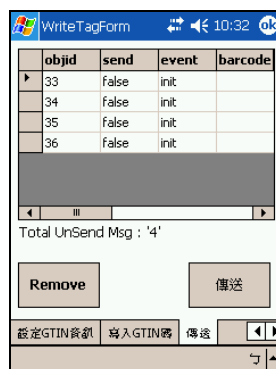 WriteTagForm 10:32 ok
objid send event barcode
33 false init
34 false init
35 false init
36 false init
Total UnSend Msg : '4'
Remove 傳送
設定GTIN資訊 寫入GTIN碼 傳送
ㄅ